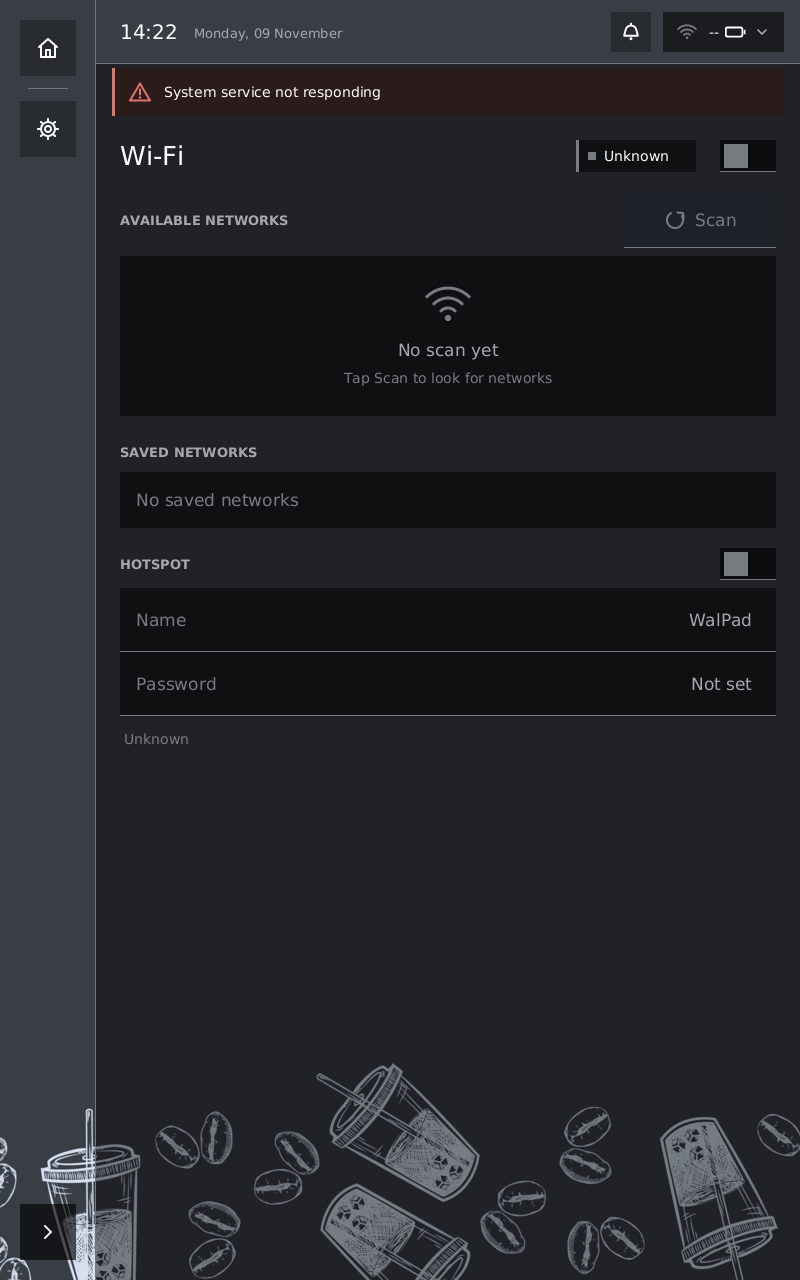 14:22 Monday, 09 November
--
System service not responding
Wi-Fi
Unknown
AVAILABLE NETWORKS
Scan
No scan yet
Tap Scan to look for networks
SAVED NETWORKS
No saved networks
HOTSPOT
Name WalPad
Password Not set
Unknown